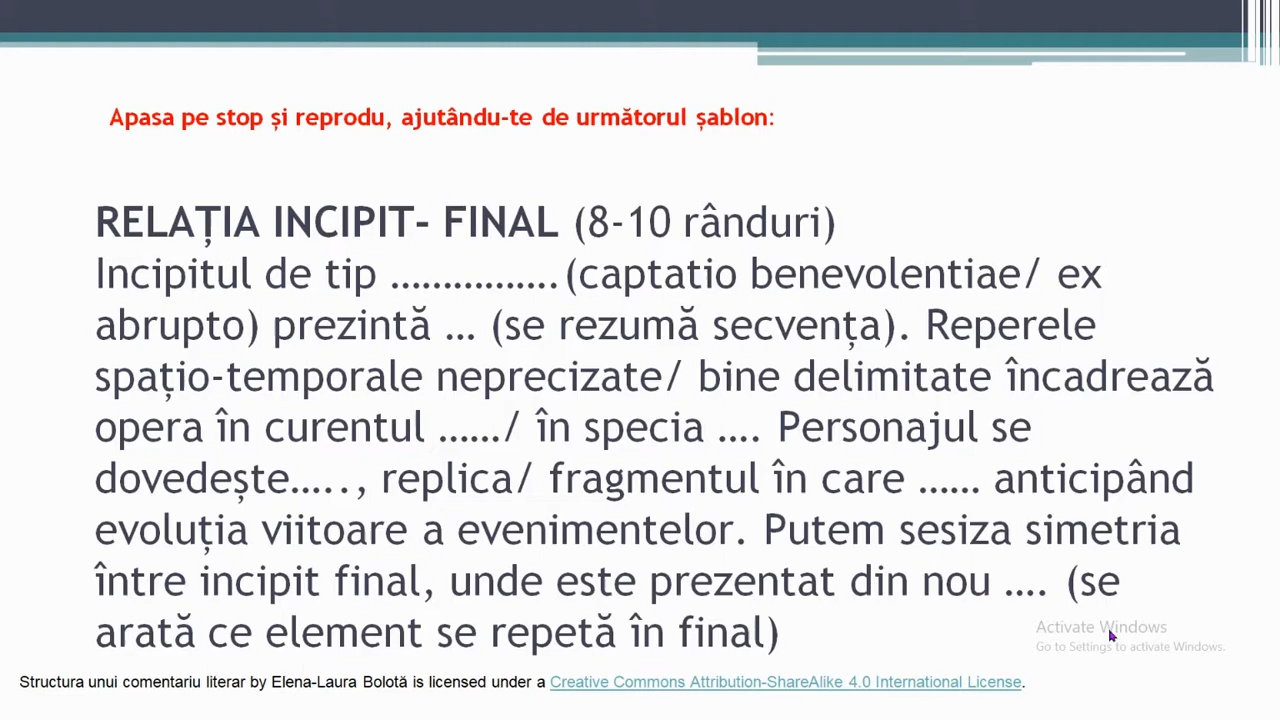 Apasa pe stop și reprodu, ajutându-te de următorul șablon:
RELAȚIA INCIPIT- FINAL (8-10 rânduri)
Incipitul de tip ................(captatio benevolentiae/ ex
abrupto) prezintă … (se rezumă secvența). Reperele
spațio-temporale neprecizate/ bine delimitate încadrează
opera în curentul ……/ în specia …. Personajul se
dovedește….., replica/ fragmentul în care …… anticipând
evoluția viitoare a evenimentelor. Putem sesiza simetria
între incipit final, unde este prezentat din nou …. (se
arată ce element se repetă în final)
Activate Windows
Go to Settings to activate Windows.
Structura unui comentariu literar by Elena-Laura Bolotă is licensed under a Creative Commons Attribution-ShareAlike 4.0 International License.